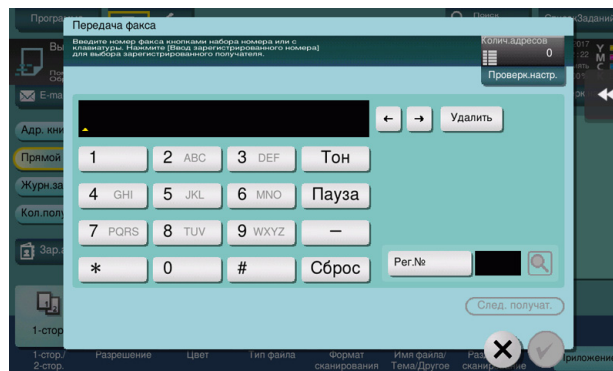 Передача факса
Введите номер факса кнопками набора номера или с
клавиатуры. Нажмите [Ввод зарегистрированного номера]
для выбора зарегистрированного получателя.
Колич.адресов
0
Проверк.настр.
← → Удалить
1 2 ABC 3 DEF Тон
4 GHI 5 JKL 6 MNO Пауза
7 PQRS 8 TUV 9 WXYZ –
* 0 # Сброс
Рег.№
След. получат.
E-ma
Адр. кни
Прямой
Журн.за
Кол.полу
Зар.а
1-стор
1-стор./
2-стор.
Разрешение
Цвет
Тип файла
Формат
сканирования
Имя файла/
Тема/Другое
Приложение
Y
M
C